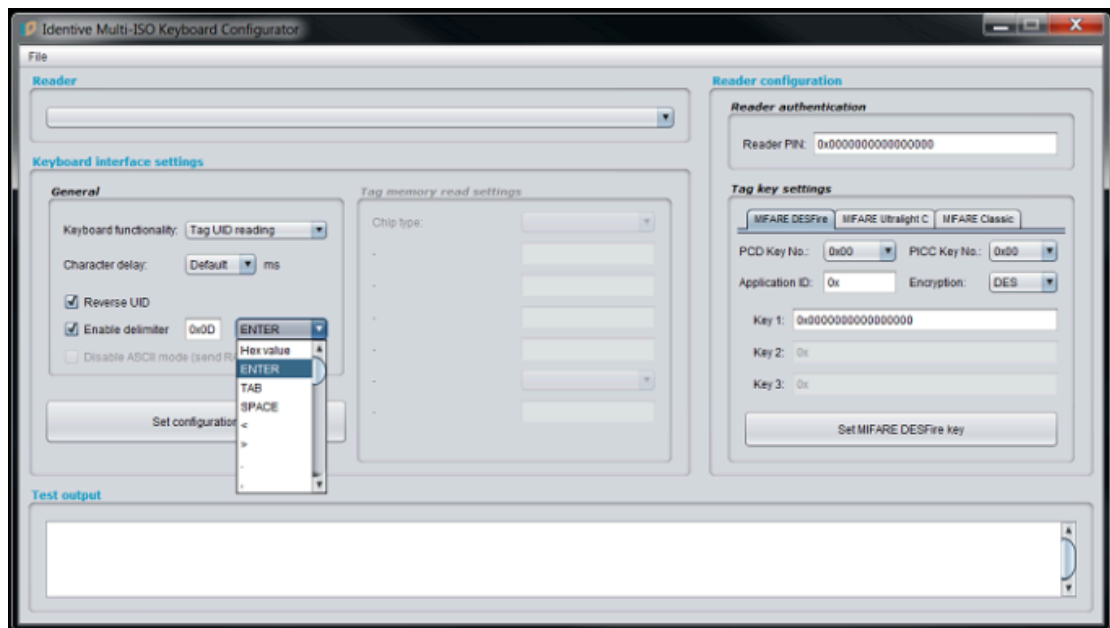 Identive Multi-ISO Keyboard Configurator
File
Reader
Keyboard interface settings
General
Keyboard functionality: Tag UID reading
Character delay: Default ms
Reverse UID
Enable delimiter 0x0D ENTER
Disable ASCII mode (send
Hex value
ENTER
TAB
SPACE
<
>
.
Set configuration
Tag memory read settings
Chip type:
-
-
-
-
-
-
Reader configuration
Reader authentication
Reader PIN: 0x0000000000000000
Tag key settings
MIFARE DESFire MIFARE Ultralight C MIFARE Classic
PCD Key No.: 0x00 PICC Key No.: 0x00
Application ID: 0x Encryption: DES
Key 1: 0x0000000000000000
Key 2: 0x
Key 3: 0x
Set MIFARE DESFire key
Test output